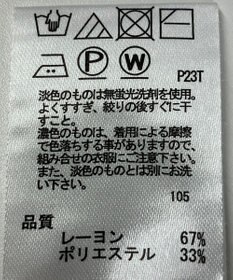 P W
P23T
淡色のものは無蛍光洗剤を使用。
よくすすぎ、絞りの後すぐに干
すこと。
濃色のものは、着用による摩擦
で色落ちする事がありますので、
組み合せの衣服にご注意下さい。
また、淡色のものとは別にお洗
い下さい。
105
品質
レーヨン 67%
ポリエステル 33%